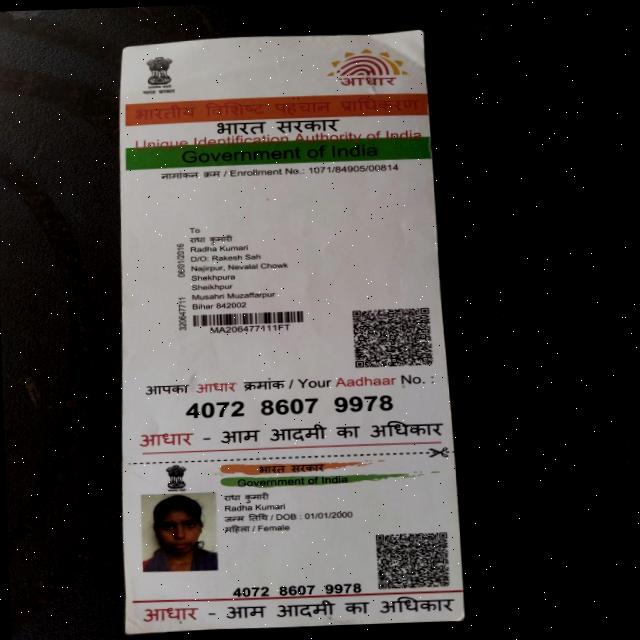 भारत सरकार
आधार
भारतीय विशिष्ट पहचान प्राधिकरण
भारत सरकार
Unique Identification Authority of India
Government of India
नामांकन क्रम / Enrollment No.: 1071/84905/00814
To
राधा कुमारी
Radha Kumari
D/O: Rakesh Sah
Najirpur, Nevalal Chowk
Shekhpura
Sheikhpur
Musahri Muzaffarpur
Bihar 842002
06/01/2016
320647711
MA206477111FT
आपका आधार क्रमांक / Your Aadhaar No. :
4072 8607 9978
आधार - आम आदमी का अधिकार
भारत सरकार
Government of India
राधा कुमारी
Radha Kumari
जन्म तिथि / DOB : 01/01/2000
महिला / Female
4072 8607 9978
आधार - आम आदमी का अधिकार